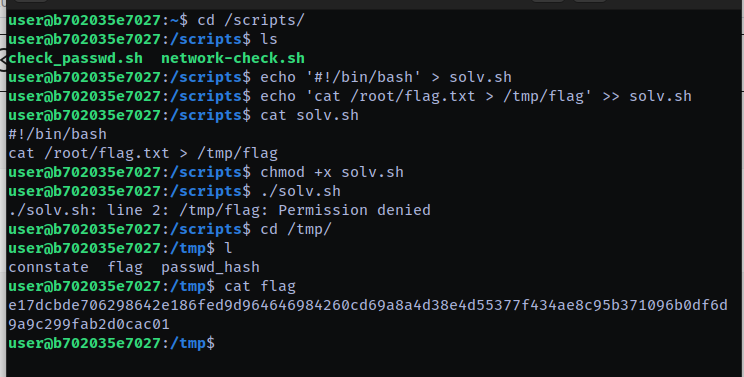 user@b702035e7027:~$ cd /scripts/
user@b702035e7027:/scripts$ ls
check_passwd.sh  network-check.sh
user@b702035e7027:/scripts$ echo '#!/bin/bash' > solv.sh
user@b702035e7027:/scripts$ echo 'cat /root/flag.txt > /tmp/flag' >> solv.sh
user@b702035e7027:/scripts$ cat solv.sh
#!/bin/bash
cat /root/flag.txt > /tmp/flag
user@b702035e7027:/scripts$ chmod +x solv.sh
user@b702035e7027:/scripts$ ./solv.sh
./solv.sh: line 2: /tmp/flag: Permission denied
user@b702035e7027:/scripts$ cd /tmp/
user@b702035e7027:/tmp$ l
connstate  flag  passwd_hash
user@b702035e7027:/tmp$ cat flag
e17dcbde706298642e186fed9d964646984260cd69a8a4d38e4d55377f434ae8c95b371096b0df6d
9a9c299fab2d0cac01
user@b702035e7027:/tmp$